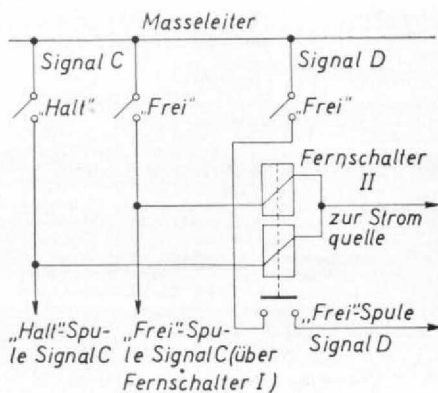 Masseleiter
Signal C
Signal D
„Halt"
„Frei"
„Frei"
Fernschalter
II
zur Strom
quelle
„Halt"-Spu-
le Signal C
„Frei"-Spu-
le Signal C (über
Fernschalter I)
„Frei"-Spule
Signal D